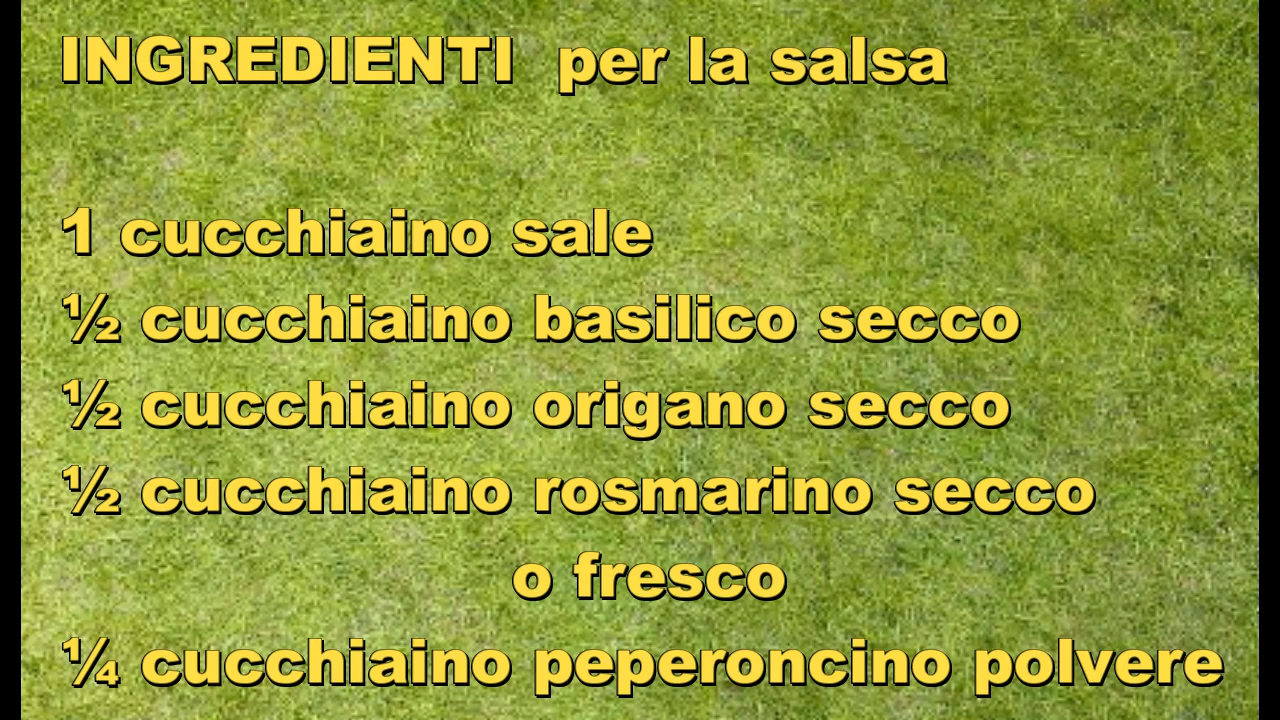 INGREDIENTI per la salsa
1 cucchiaino sale
½ cucchiaino basilico secco
½ cucchiaino origano secco
½ cucchiaino rosmarino secco
o fresco
¼ cucchiaino peperoncino polvere